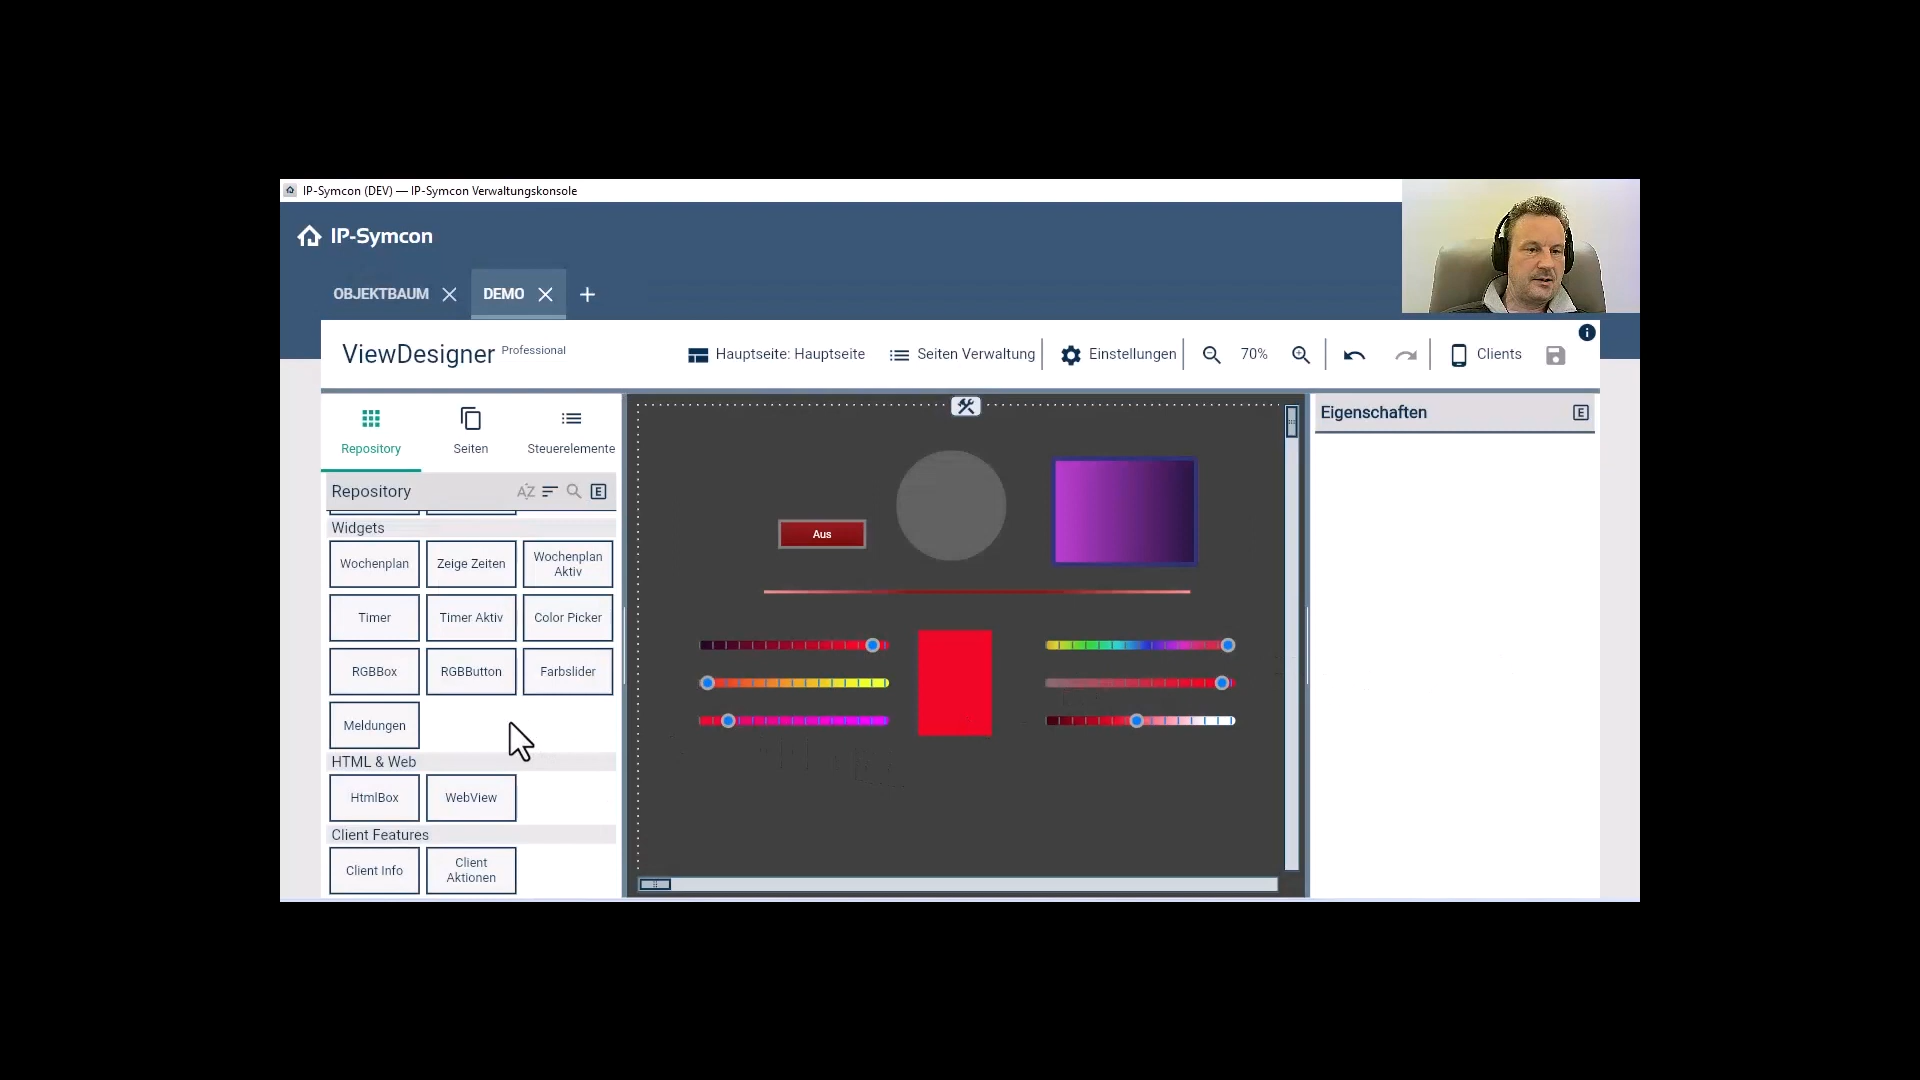 IP-Symcon (DEV) — IP-Symcon Verwaltungskonsole
IP-Symcon
OBJEKTBAUM
DEMO
ViewDesigner Professional
Hauptseite: Hauptseite
Seiten Verwaltung
Einstellungen
70%
Clients
Repository
Seiten
Steuerelemente
Repository
AZ
E
Widgets
Wochenplan
Zeige Zeiten
Wochenplan
Aktiv
Timer
Timer Aktiv
Color Picker
RGBBox
RGBButton
Farbslider
Meldungen
HTML & Web
HtmlBox
WebView
Client Features
Client Info
Client
Aktionen
Aus
Eigenschaften
E